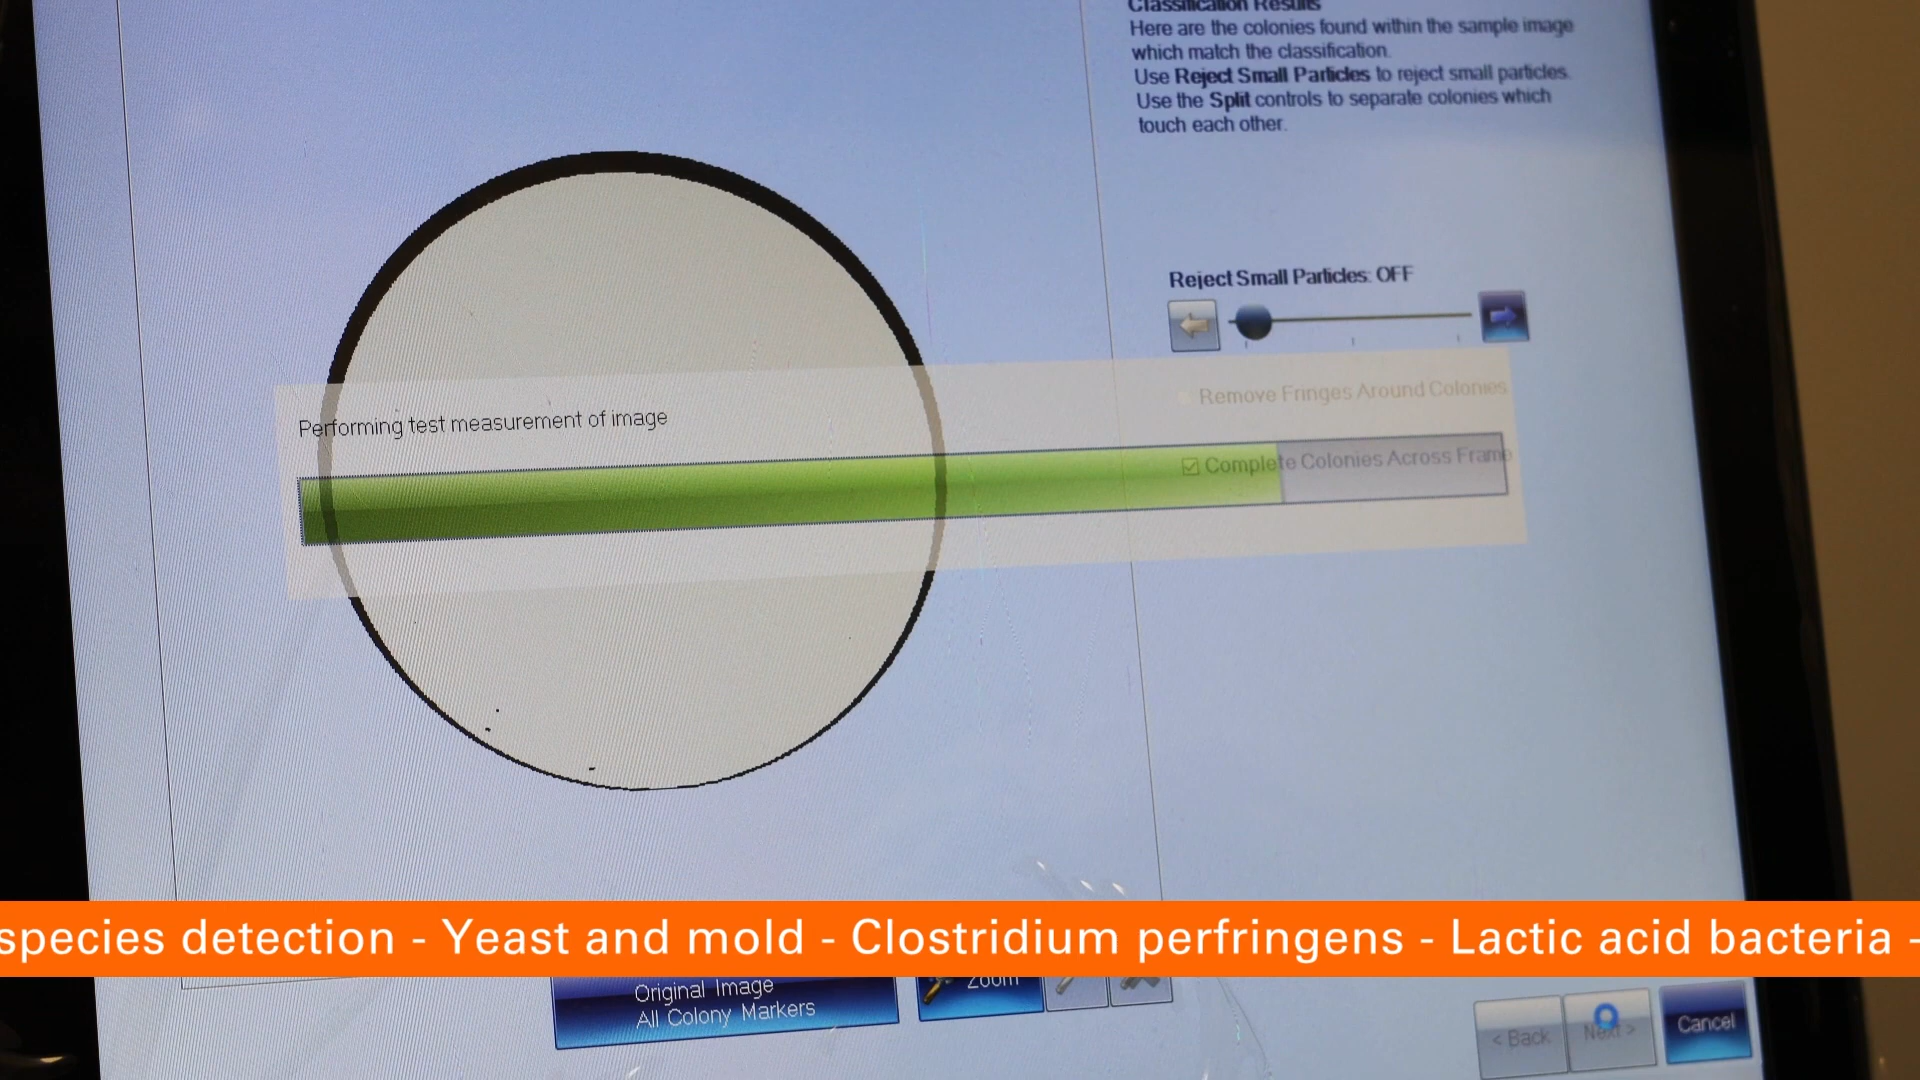 Classification Results
Here are the colonies found within the sample image
which match the classification.
Use Reject Small Particles to reject small particles.
Use the Split controls to separate colonies which
touch each other.
Reject Small Particles: OFF
Remove Fringes Around Colonies
Performing test measurement of image
Complete Colonies Across Frame
species detection - Yeast and mold - Clostridium perfringens - Lactic acid bacteria -
Original Image
All Colony Markers
Zoom
< Back
Next >
Cancel